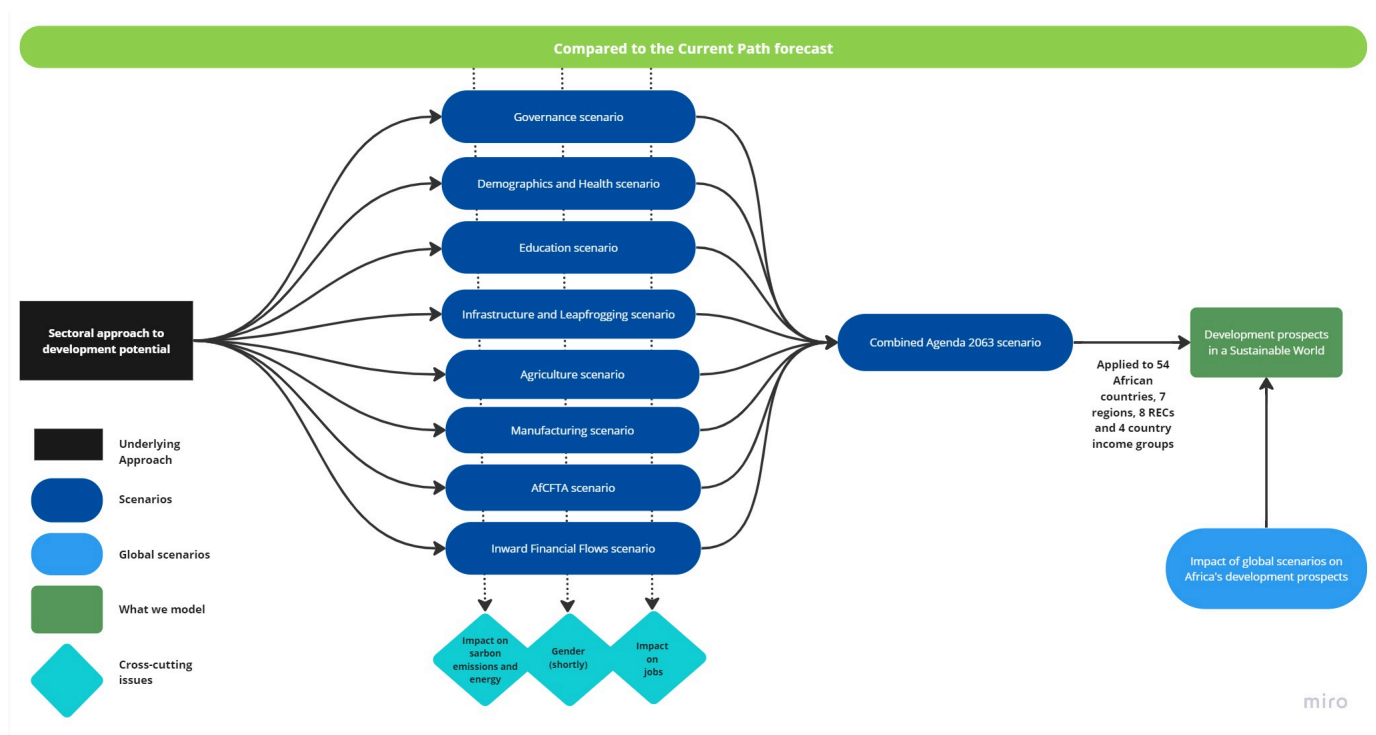 Compared to the Current Path forecast
Governance scenario
Demographics and Health scenario
Education scenario
Infrastructure and Leapfrogging scenario
Agriculture scenario
Manufacturing scenario
AfCFTA scenario
Inward Financial Flows scenario
Sectoral approach to
development potential
Combined Agenda 2063 scenario
Applied to 54
African
countries, 7
regions, 8 RECs
and 4 country
income groups
Development prospects
in a Sustainable World
Impact of global scenarios on
Africa's development prospects
Impact on
sarbon
emissions and
energy
Gender
(shortly)
Impact
on
jobs
Underlying
Approach
Scenarios
Global scenarios
What we model
Cross-cutting
issues
miro